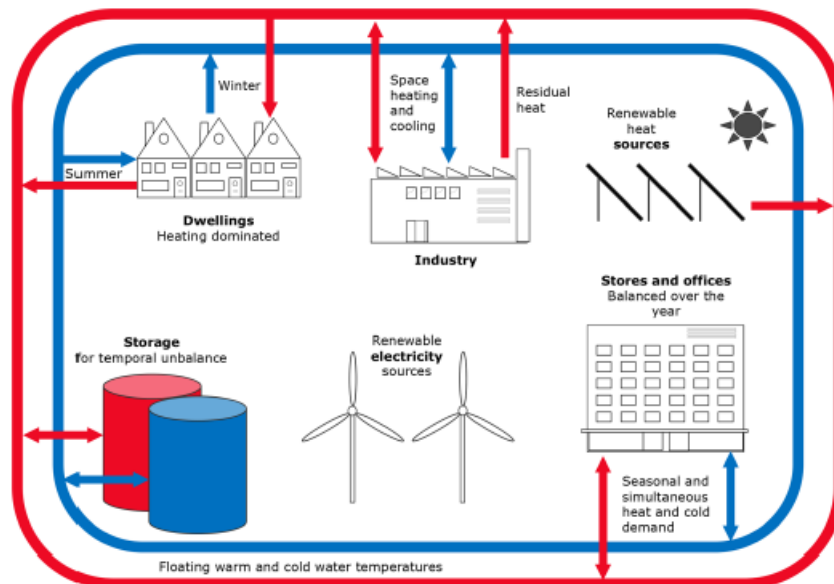 Winter
Summer
Dwellings
Heating dominated
Space
heating
and
cooling
Residual
heat
Industry
Renewable
heat
sources
Stores and offices
Balanced over the
year
Storage
for temporal unbalance
Renewable
electricity
sources
Seasonal and
simultaneous
heat and cold
demand
Floating warm and cold water temperatures